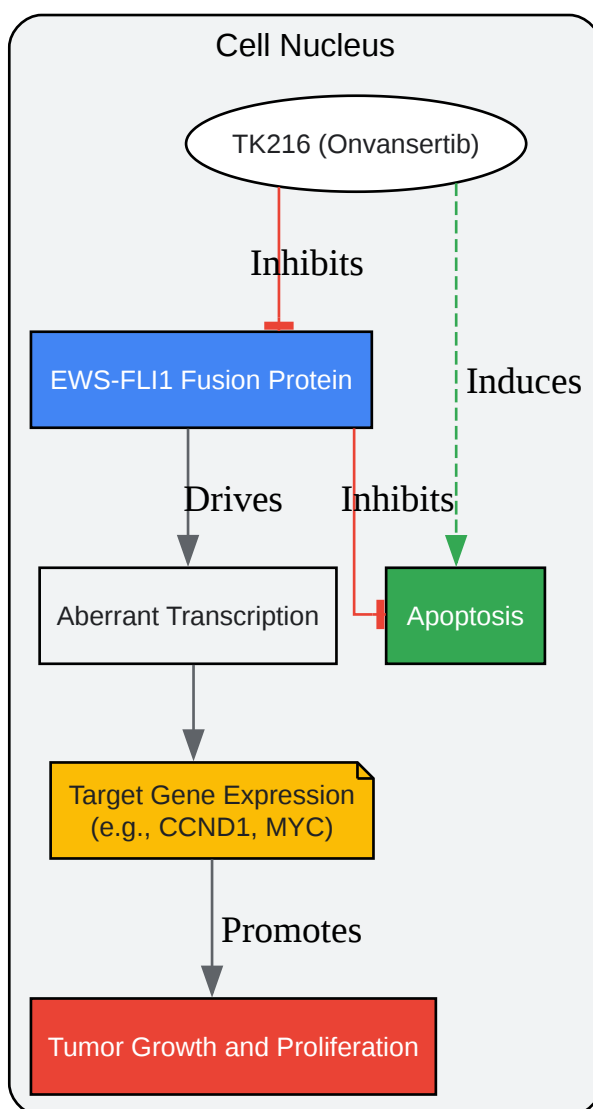 Cell Nucleus
TK216 (Onvansertib)
Inhibits
EWS-FLI1 Fusion Protein
Induces
Drives
Inhibits
Aberrant Transcription
Apoptosis
Target Gene Expression
(e.g., CCND1, MYC)
Promotes
Tumor Growth and Proliferation